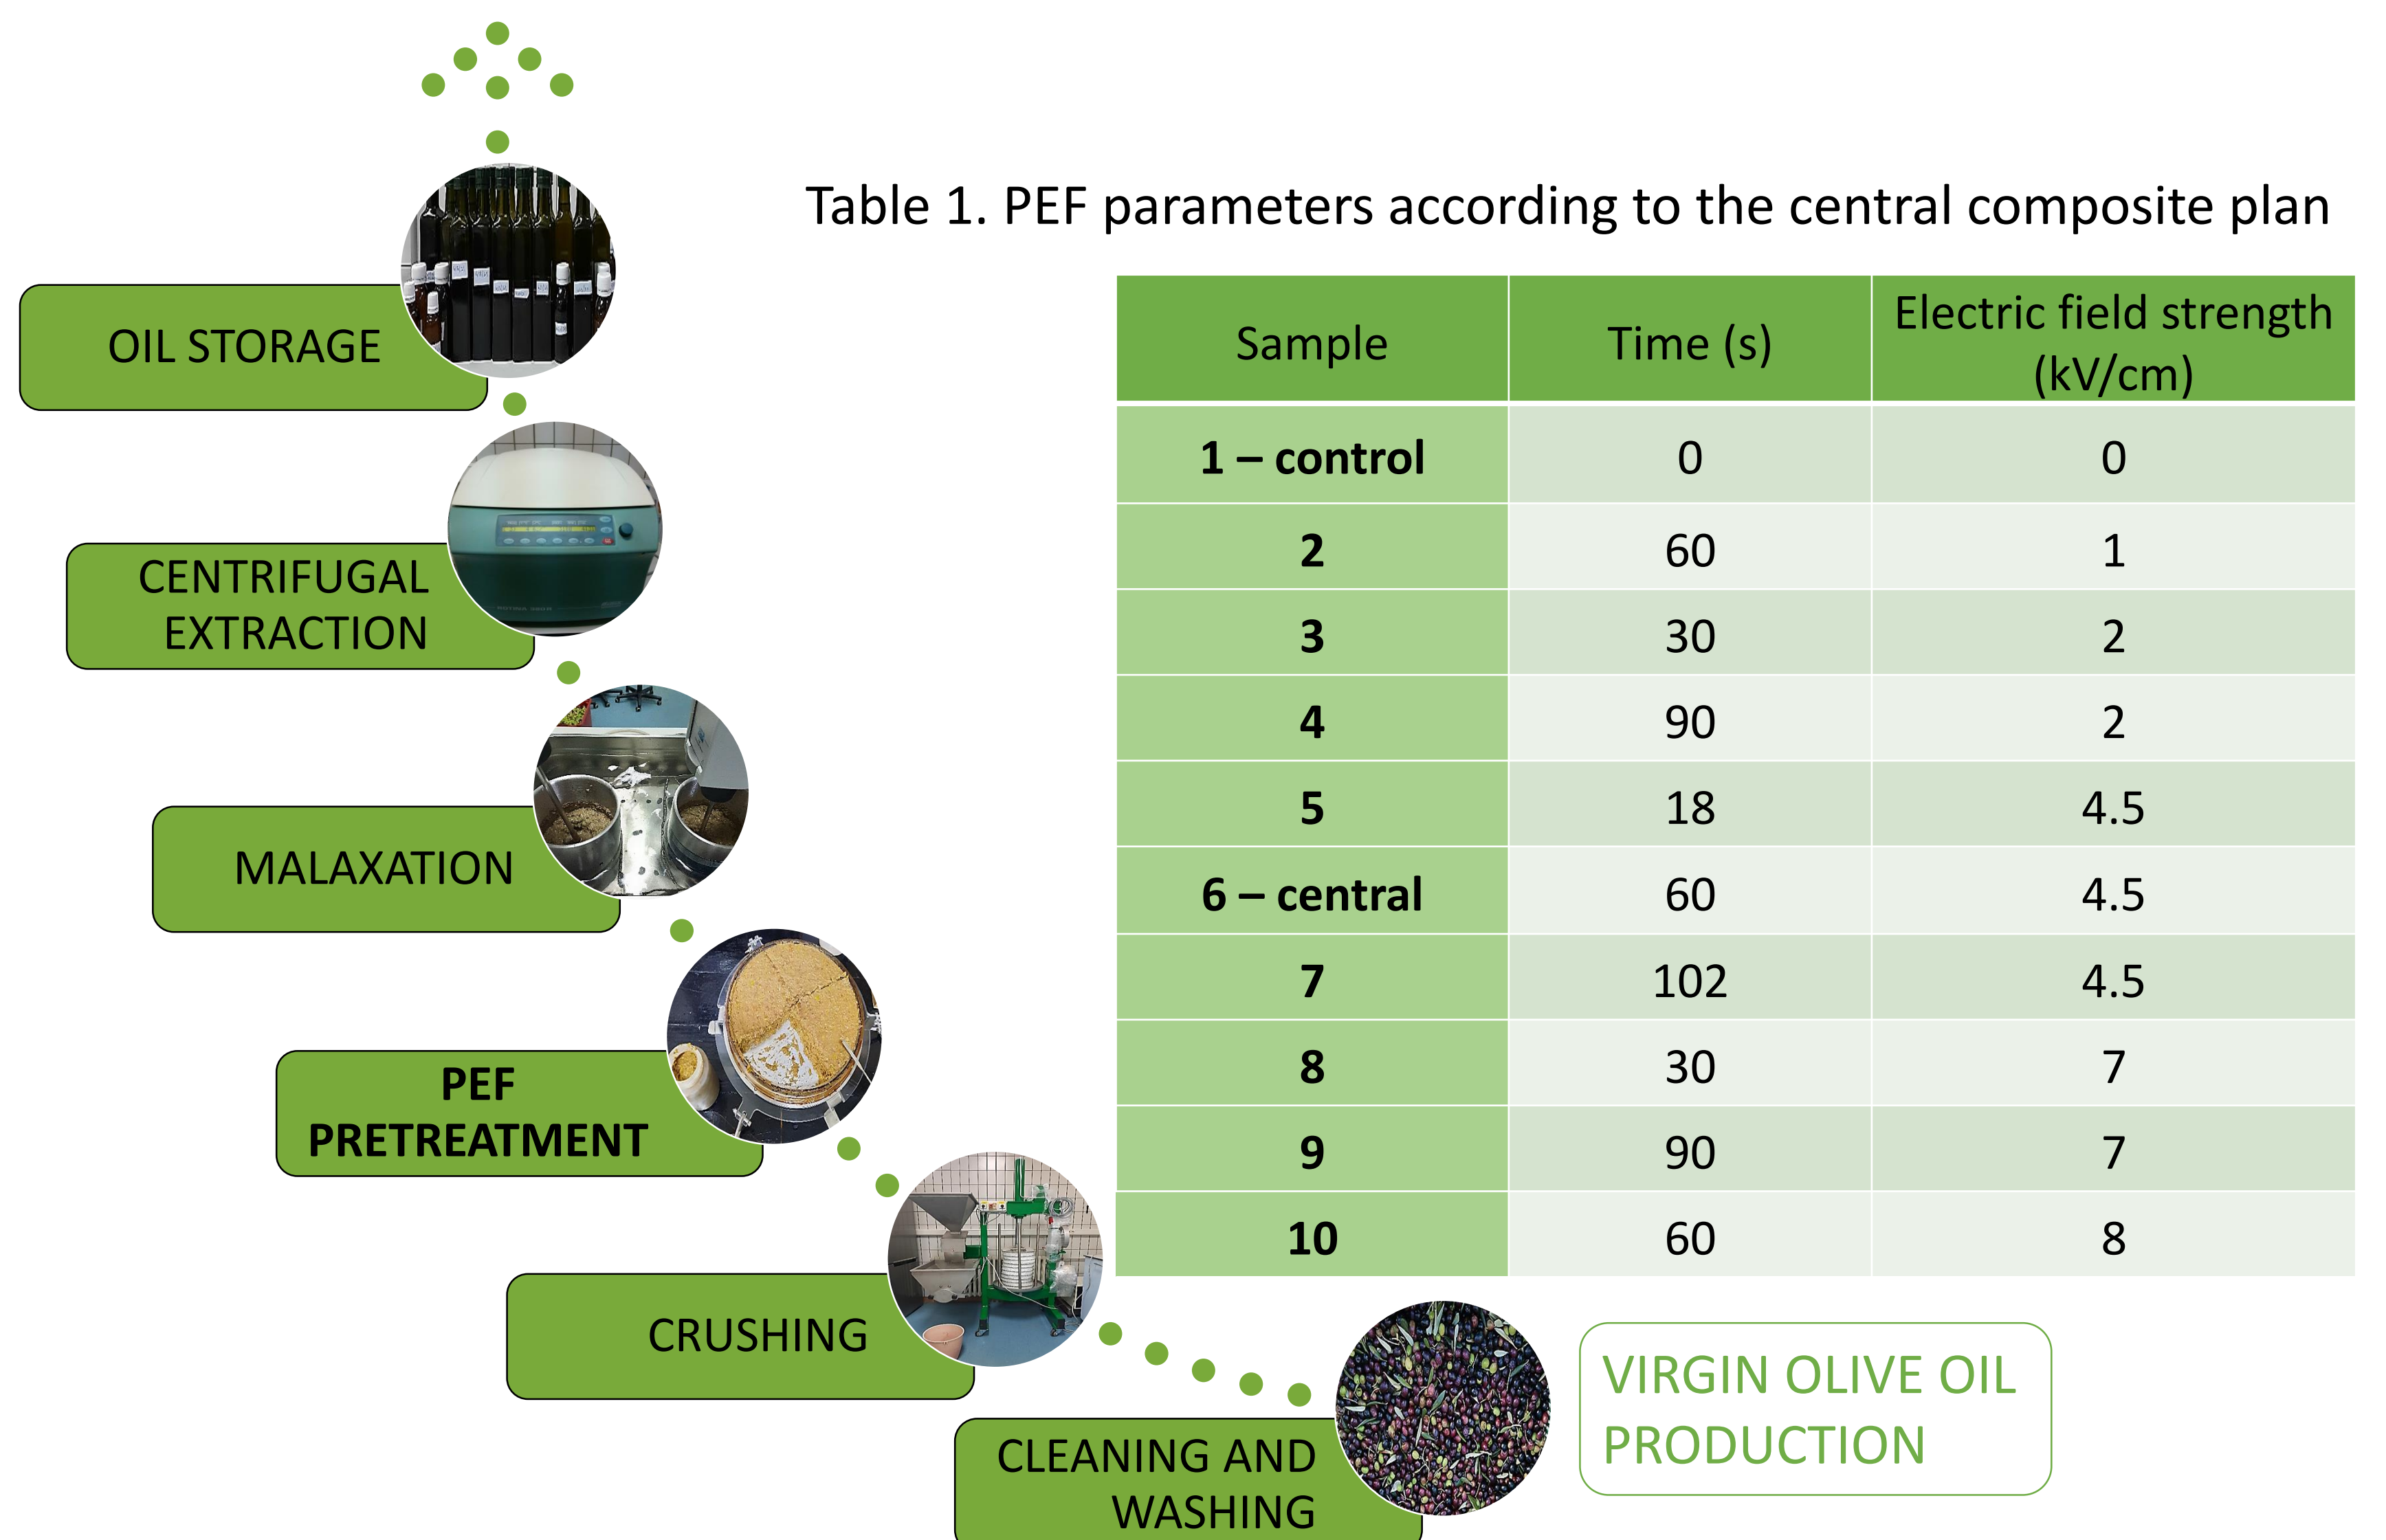 Table 1. PEF parameters according to the central composite plan
Sample Time (s) Electric field strength (kV/cm)
1 – control 0 0
2 60 1
3 30 2
4 90 2
5 18 4.5
6 – central 60 4.5
7 102 4.5
8 30 7
9 90 7
10 60 8
OIL STORAGE
CENTRIFUGAL
EXTRACTION
MALAXATION
PEF
PRETREATMENT
CRUSHING
CLEANING AND
WASHING
VIRGIN OLIVE OIL
PRODUCTION